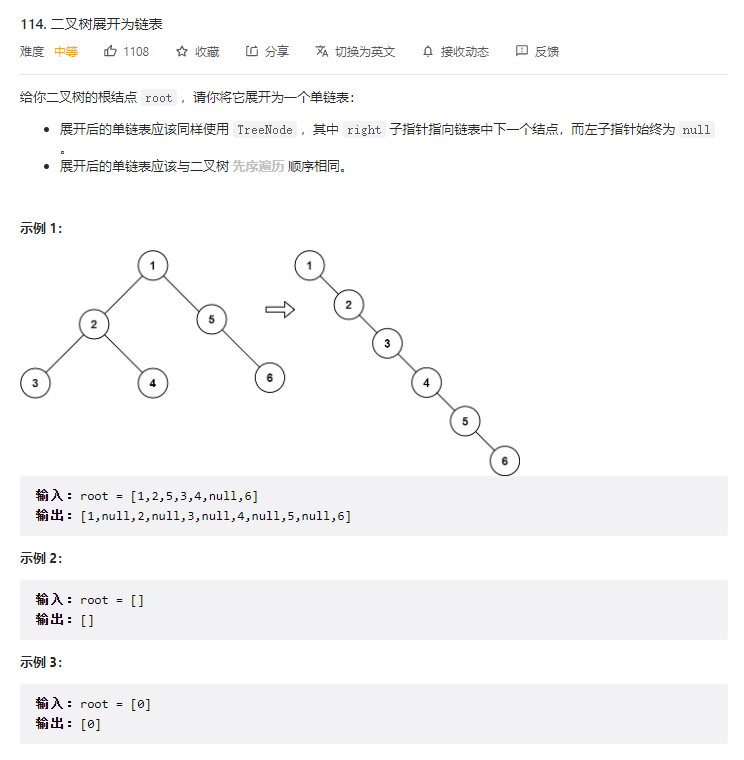 114. 二叉树展开为链表
难度 中等 1108 收藏 分享 切换为英文 接收动态 反馈
给你二叉树的根结点 root ，请你将它展开为一个单链表：
展开后的单链表应该同样使用 TreeNode ，其中 right 子指针指向链表中下一个结点，而左子指针始终为 null
。
展开后的单链表应该与二叉树 先序遍历 顺序相同。
示例 1：
1 1
2 5 2
3 4 6 3
4
5
6
输入：root = [1,2,5,3,4,null,6]
输出：[1,null,2,null,3,null,4,null,5,null,6]
示例 2：
输入：root = []
输出：[]
示例 3：
输入：root = [0]
输出：[0]